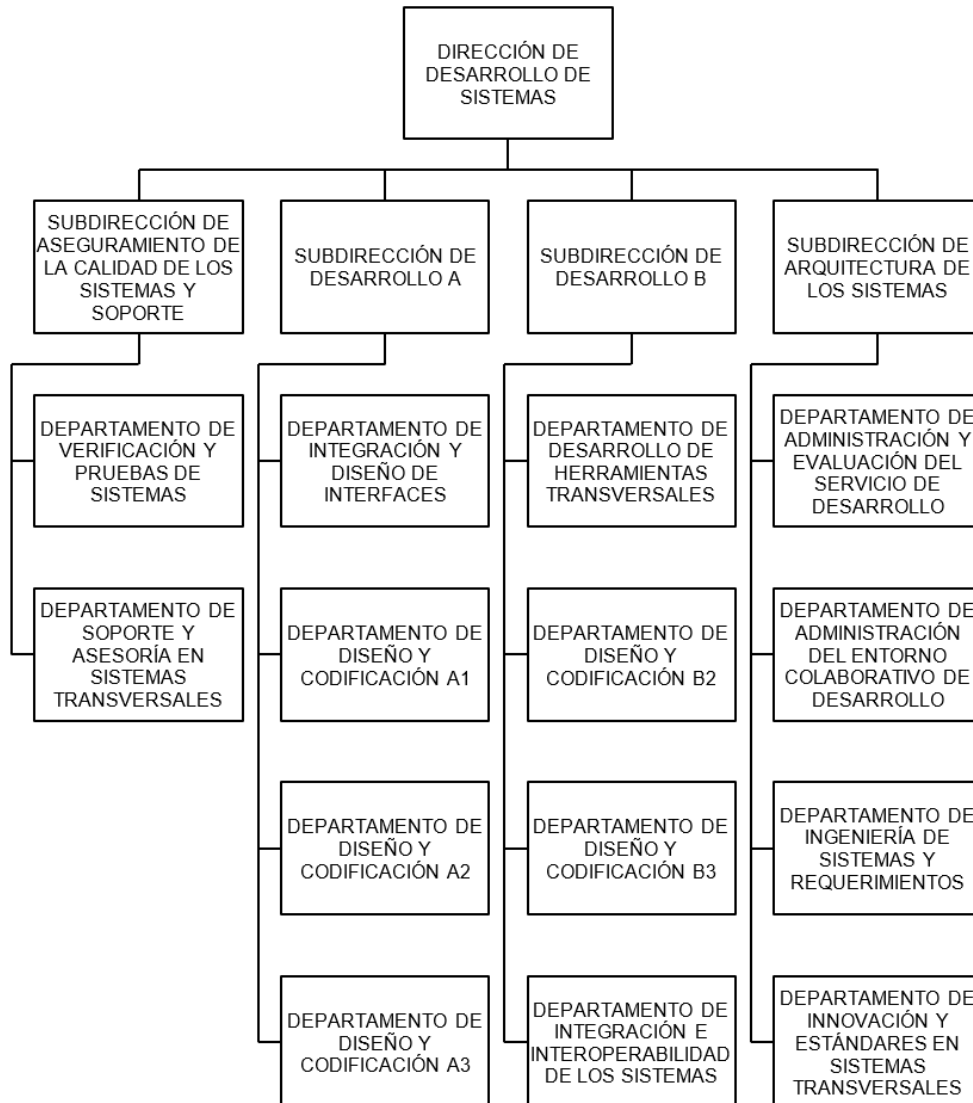 DIRECCIÓN DE
DESARROLLO DE
SISTEMAS
SUBDIRECCIÓN DE
ASEGURAMIENTO DE
LA CALIDAD DE LOS
SISTEMAS Y
SOPORTE
SUBDIRECCIÓN DE
DESARROLLO A
SUBDIRECCIÓN DE
DESARROLLO B
SUBDIRECCIÓN DE
ARQUITECTURA DE
LOS SISTEMAS
DEPARTAMENTO DE
VERIFICACIÓN Y
PRUEBAS DE
SISTEMAS
DEPARTAMENTO DE
INTEGRACIÓN Y
DISEÑO DE
INTERFACES
DEPARTAMENTO DE
DESARROLLO DE
HERRAMIENTAS
TRANSVERSALES
DEPARTAMENTO DE
ADMINISTRACIÓN Y
EVALUACIÓN DEL
SERVICIO DE
DESARROLLO
DEPARTAMENTO DE
SOPORTE Y
ASESORÍA EN
SISTEMAS
TRANSVERSALES
DEPARTAMENTO DE
DISEÑO Y
CODIFICACIÓN A1
DEPARTAMENTO DE
DISEÑO Y
CODIFICACIÓN B2
DEPARTAMENTO DE
ADMINISTRACIÓN
DEL ENTORNO
COLABORATIVO DE
DESARROLLO
DEPARTAMENTO DE
DISEÑO Y
CODIFICACIÓN A2
DEPARTAMENTO DE
DISEÑO Y
CODIFICACIÓN B3
DEPARTAMENTO DE
INGENIERÍA DE
SISTEMAS Y
REQUERIMIENTOS
DEPARTAMENTO DE
DISEÑO Y
CODIFICACIÓN A3
DEPARTAMENTO DE
INTEGRACIÓN E
INTEROPERABILIDAD
DE LOS SISTEMAS
DEPARTAMENTO DE
INNOVACIÓN Y
ESTÁNDARES EN
SISTEMAS
TRANSVERSALES